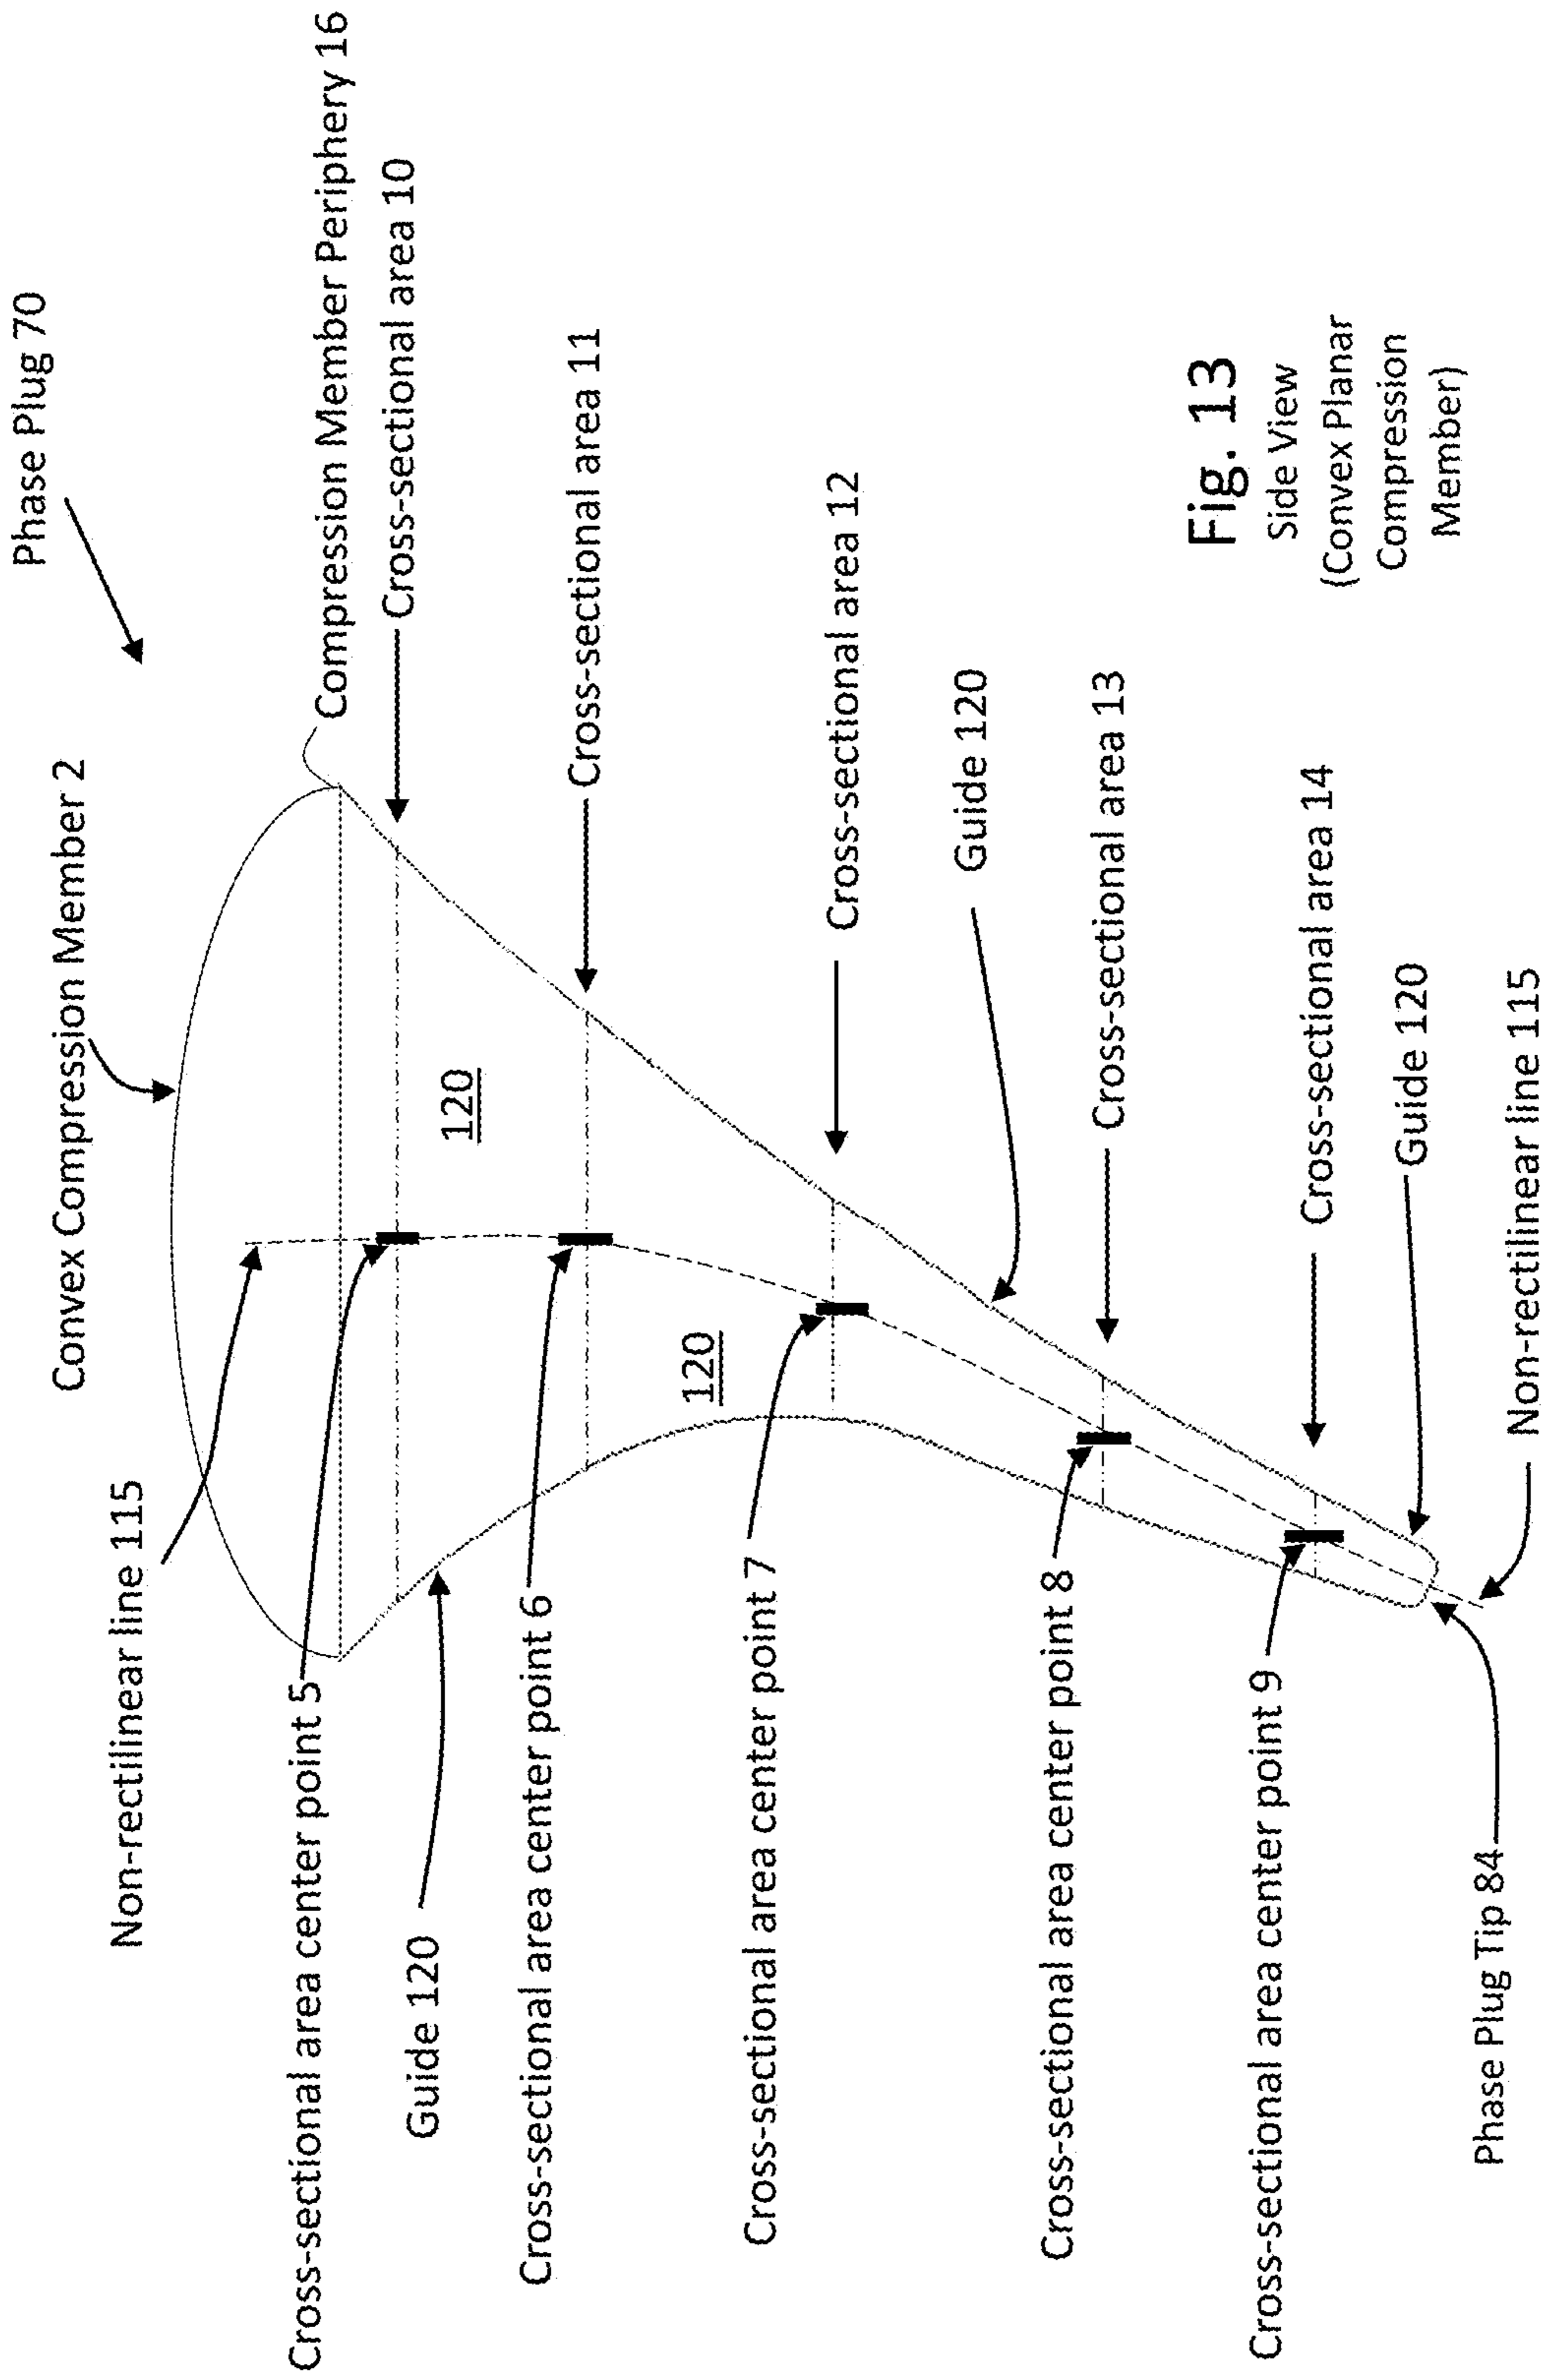 Phase Plug 70
Convex Compression Member 2
Compression Member Periphery 16
Non-rectilinear line 115
Cross-sectional area 10
Cross-sectional area center point 5
120
Guide 120
Cross-sectional area 11
Cross-sectional area center point 6
120
Cross-sectional area 12
Cross-sectional area center point 7
Guide 120
Cross-sectional area 13
Cross-sectional area center point 8
Cross-sectional area 14
Cross-sectional area center point 9
Guide 120
Non-rectilinear line 115
Phase Plug Tip 84
Fig. 13
Side View
(Convex Planar
Compression
Member)